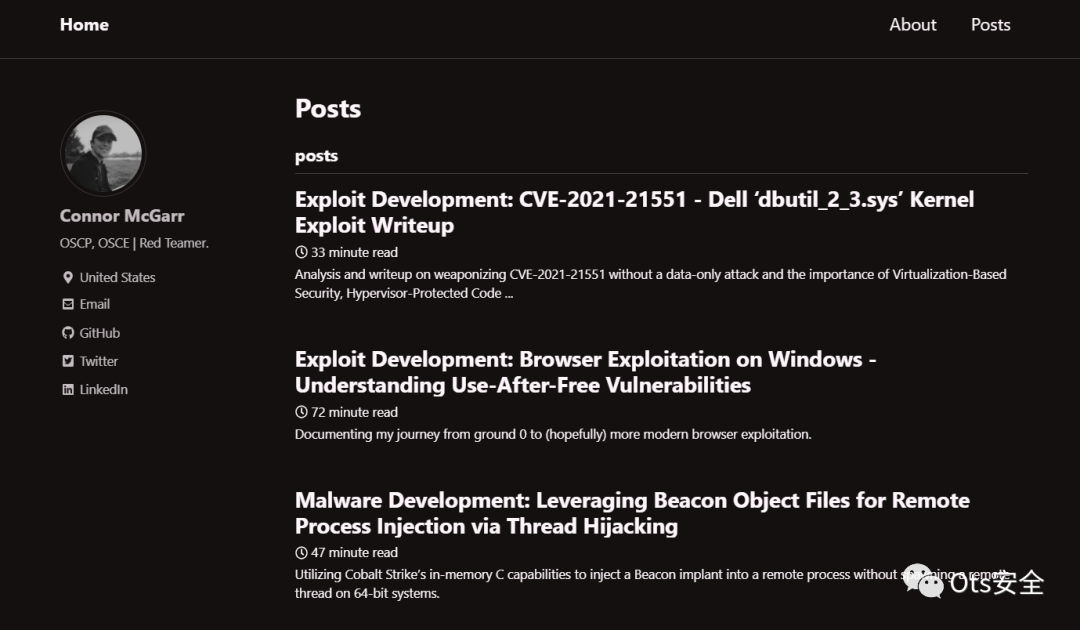 Home
About
Posts
Connor McGarr
OSCP, OSCE | Red Teamer.
United States
Email
GitHub
Twitter
LinkedIn
Posts
posts
Exploit Development: CVE-2021-21551 - Dell ‘dbutil_2_3.sys’ Kernel
Exploit Writeup
33 minute read
Analysis and writeup on weaponizing CVE-2021-21551 without a data-only attack and the importance of Virtualization-Based
Security, Hypervisor-Protected Code ...
Exploit Development: Browser Exploitation on Windows -
Understanding Use-After-Free Vulnerabilities
72 minute read
Documenting my journey from ground 0 to (hopefully) more modern browser exploitation.
Malware Development: Leveraging Beacon Object Files for Remote
Process Injection via Thread Hijacking
47 minute read
Utilizing Cobalt Strike’s in-memory C capabilities to inject a Beacon implant into a remote process without a remote
thread on 64-bit systems.
Ots安全